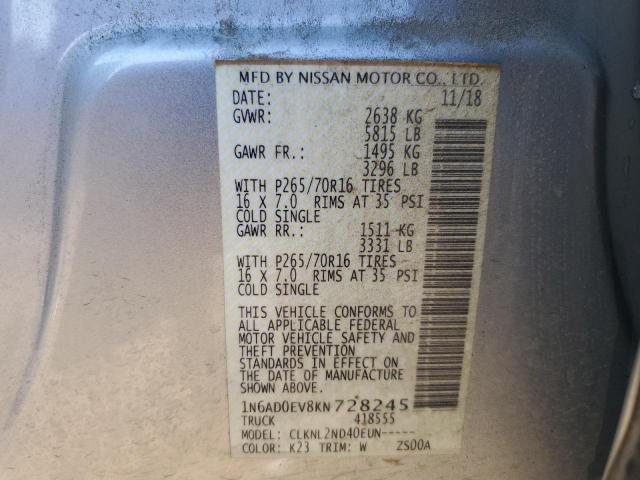 MFD BY NISSAN MOTOR CO., LTD.
DATE: 11/18
GVWR: 2638 KG
5815 LB
GAWR FR.: 1495 KG
3296 LB
WITH P265/70R16 TIRES
16 X 7.0 RIMS AT 35 PSI
COLD SINGLE
GAWR RR.: 1511 KG
3331 LB
WITH P265/70R16 TIRES
16 X 7.0 RIMS AT 35 PSI
COLD SINGLE
THIS VEHICLE CONFORMS TO
ALL APPLICABLE FEDERAL
MOTOR VEHICLE SAFETY AND
THEFT PREVENTION
STANDARDS IN EFFECT ON
THE DATE OF MANUFACTURE
SHOWN ABOVE.
1N6AD0EV8KN728245
TRUCK 418555
MODEL: CLKNL2ND40EUN-----
COLOR: K23 TRIM: W ZS00A